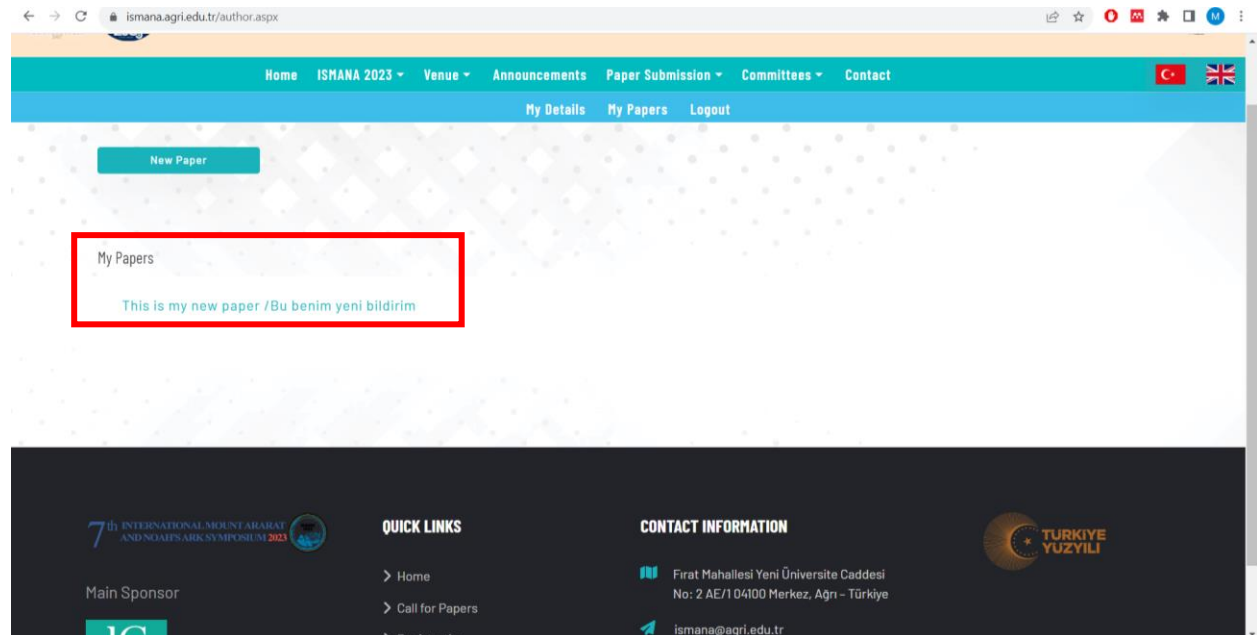 ismana.agri.edu.tr/author.aspx
M
Home ISMANA 2023 Venue Announcements Paper Submission Committees Contact
My Details My Papers Logout
New Paper
My Papers
This is my new paper /Bu benim yeni bildirim
7th INTERNATIONAL MOUNT ARARAT
AND NOAH'S ARK SYMPOSIUM 2023
QUICK LINKS
CONTACT INFORMATION
TURKIYE
YUZYILI
Main Sponsor
Home
Call for Papers
Fırat Mahallesi Yeni Üniversite Caddesi
No: 2 AE/1 04100 Merkez, Ağrı - Türkiye
ismana@agri.edu.tr